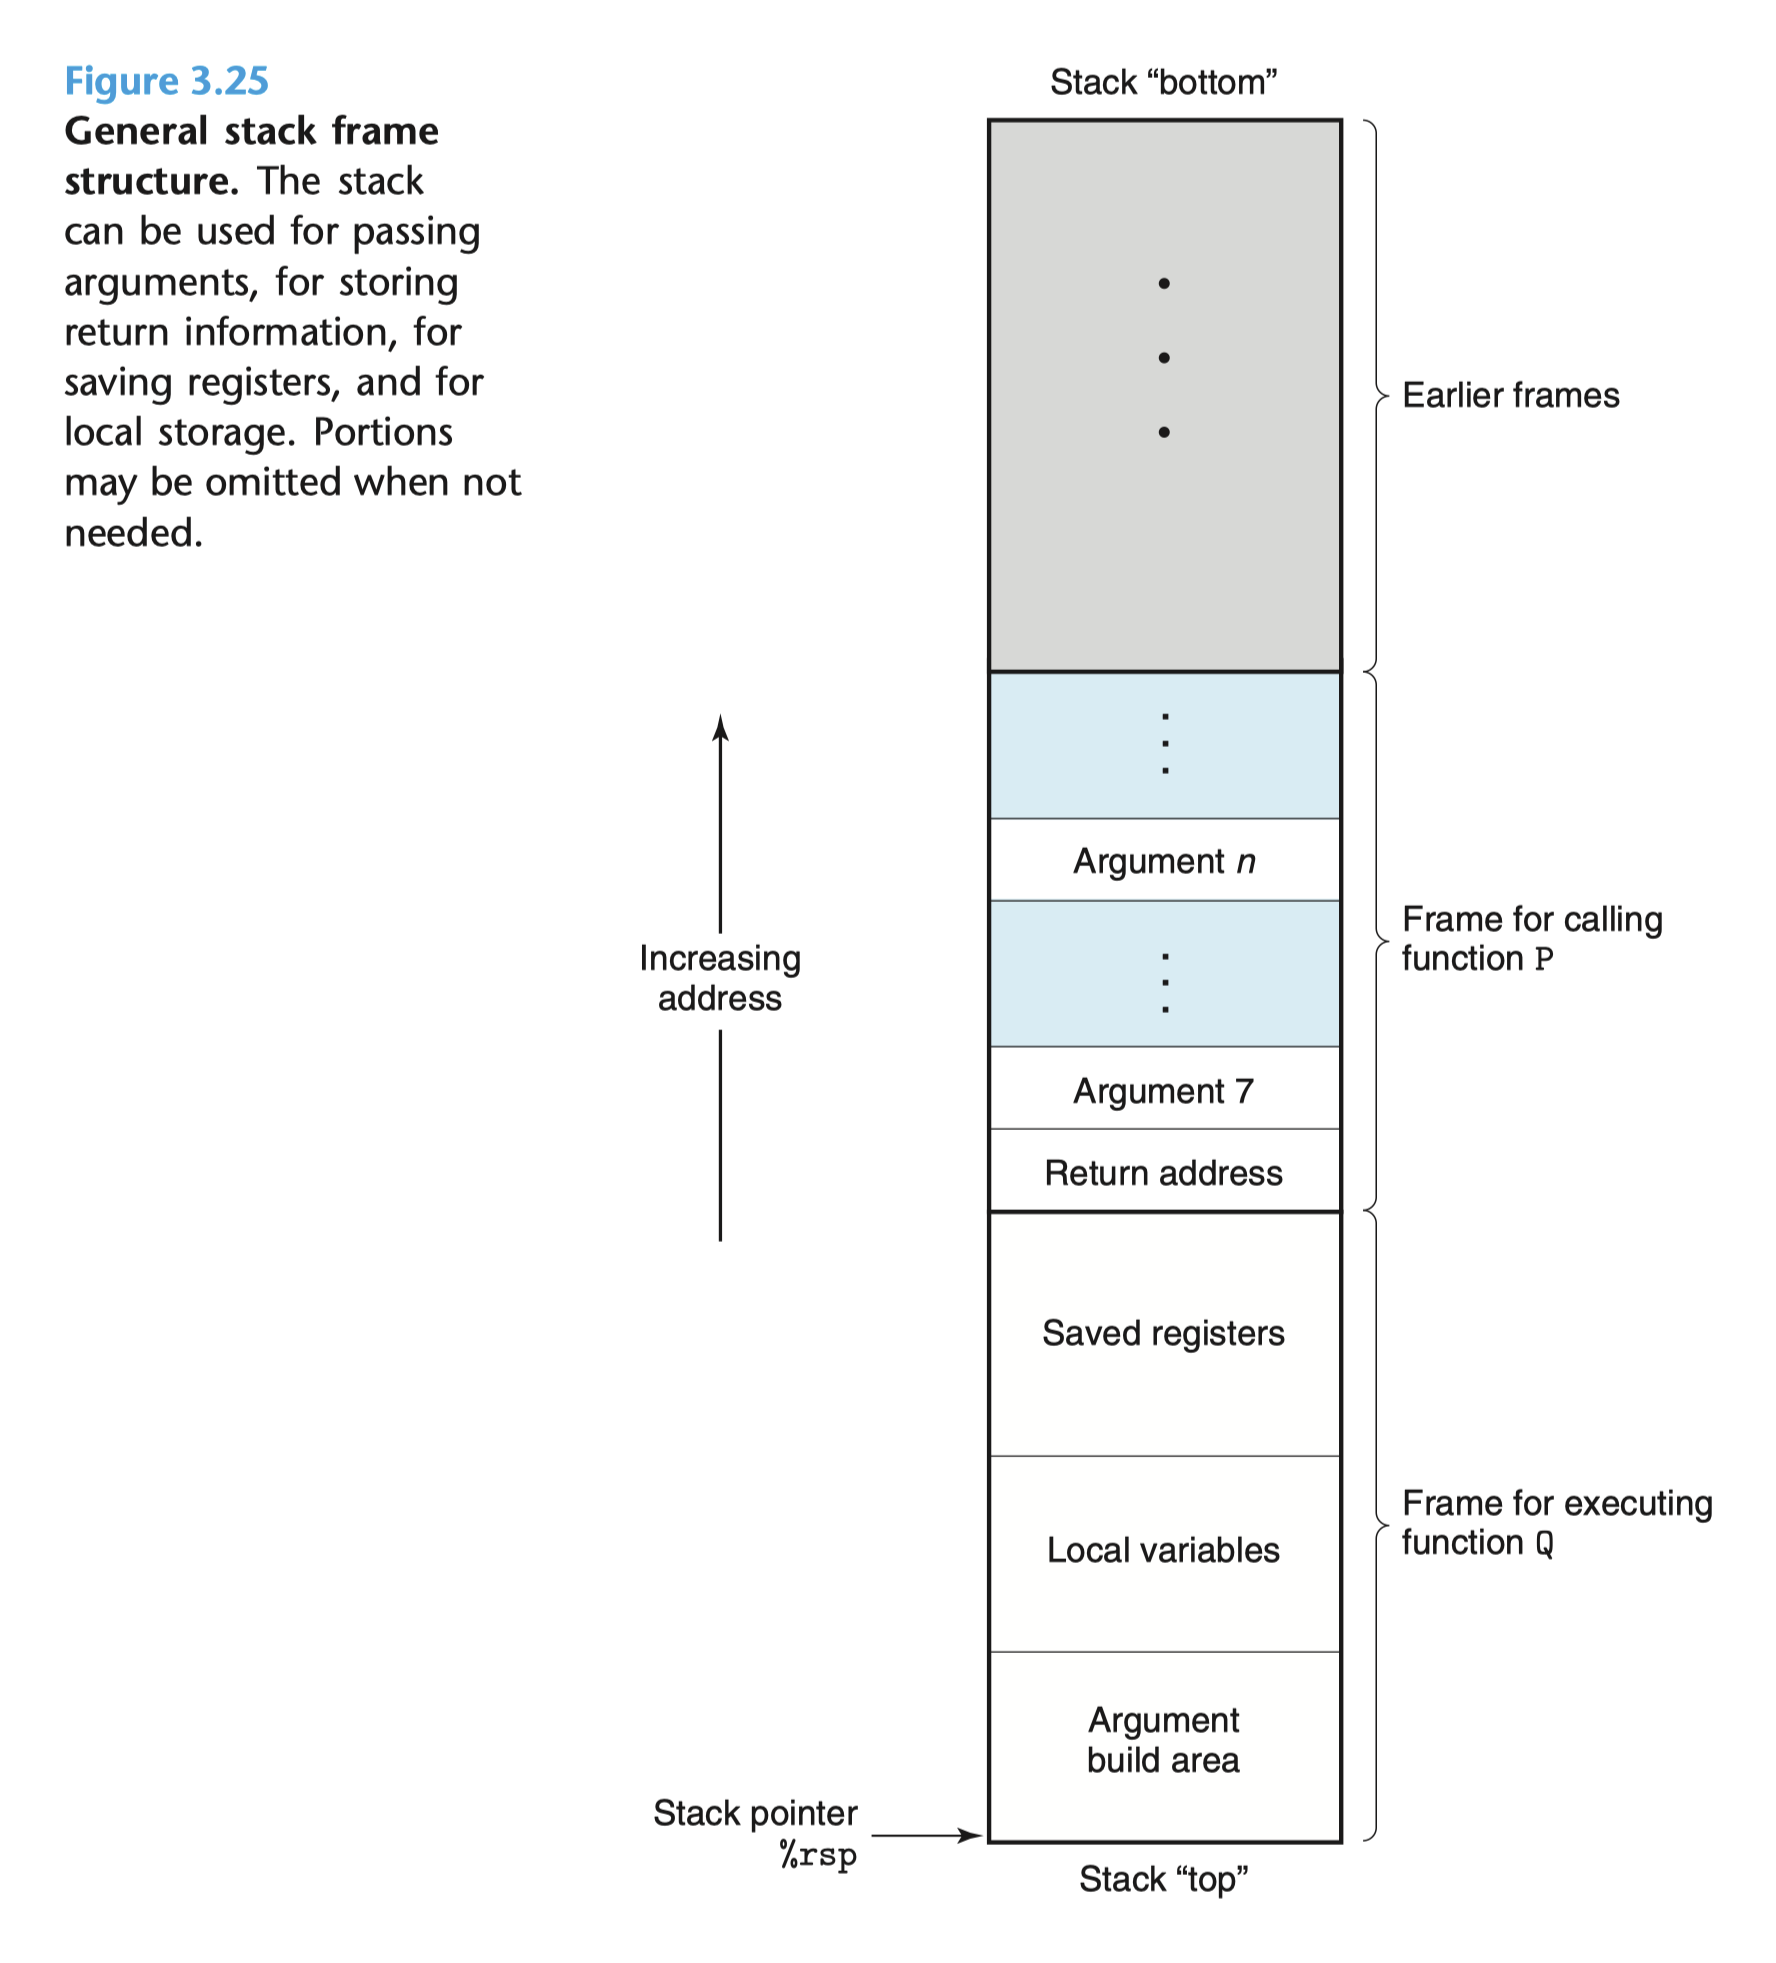 Figure 3.25
General stack frame
structure. The stack
can be used for passing
arguments, for storing
return information, for
saving registers, and for
local storage. Portions
may be omitted when not
needed.
Stack “bottom”
Earlier frames
Increasing
address
Argument n
Frame for calling
function P
Argument 7
Return address
Saved registers
Local variables
Frame for executing
function Q
Argument
build area
Stack pointer
%rsp
Stack “top”